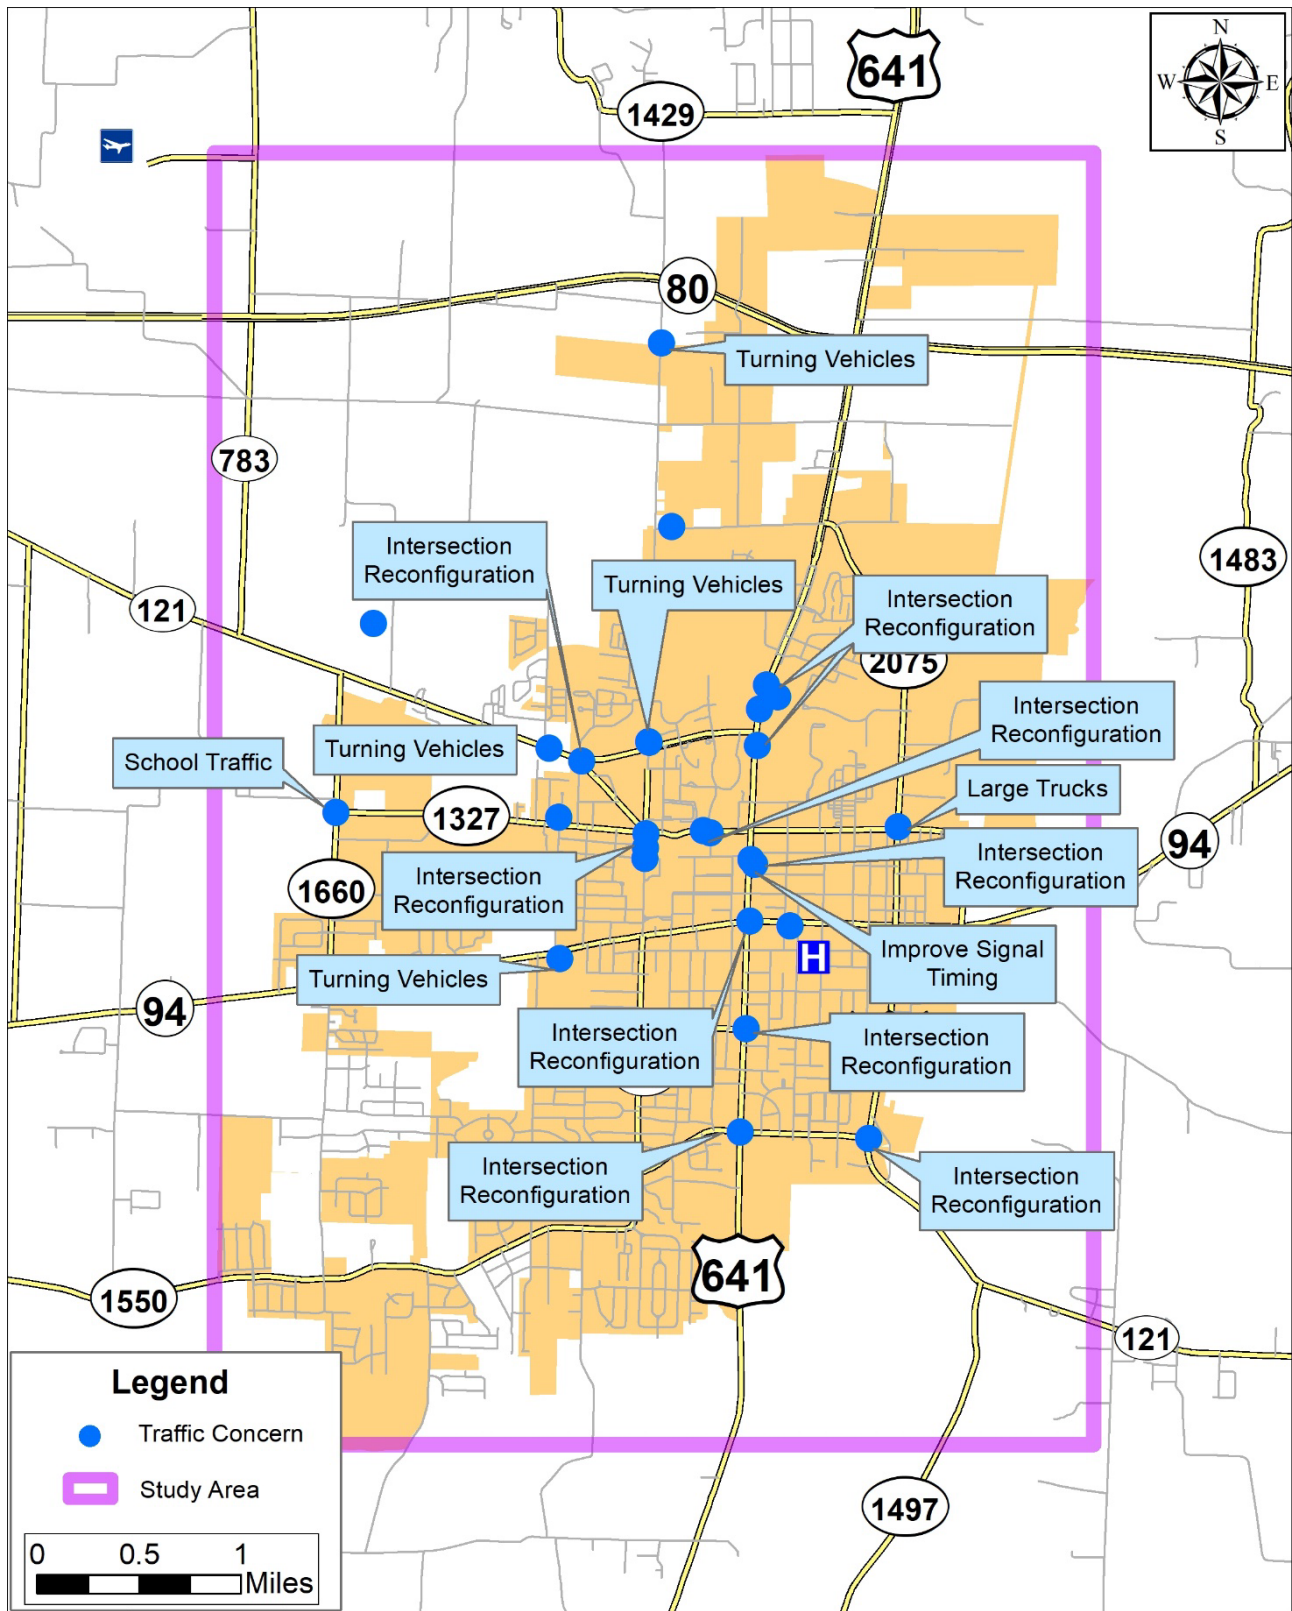 641
N
W
E
S
1429
80
Turning Vehicles
783
Intersection
Reconfiguration
1483
Turning Vehicles
Intersection
Reconfiguration
121
2075
Intersection
Reconfiguration
Turning Vehicles
School Traffic
Large Trucks
1327
94
Intersection
Reconfiguration
Intersection
Reconfiguration
1660
H
Improve Signal
Timing
Turning Vehicles
94
Intersection
Reconfiguration
Intersection
Reconfiguration
Intersection
Reconfiguration
Intersection
Reconfiguration
641
1550
121
Legend
Traffic Concern
Study Area
1497
0 0.5 1
Miles